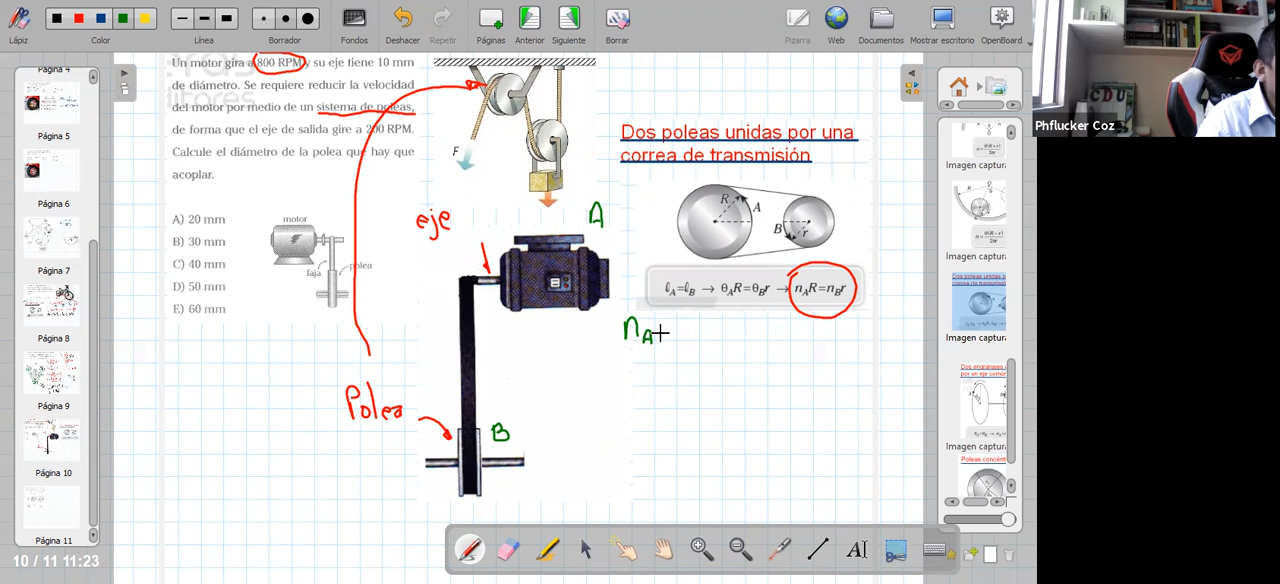 Lápiz
Color
Línea
Borrador
Fondos
Deshacer
Repetir
Páginas
Anterior
Siguiente
Borrar
Pizarra
Web
Documentos
Mostrar escritorio
OpenBoard
Página 4
Página 5
Página 6
Página 7
Página 8
Página 9
Página 10
Página 11
10 / 11 11:23
Un motor gira a 800 RPM y su eje tiene 10 mm
de diámetro. Se requiere reducir la velocidad
del motor por medio de un sistema de poleas,
de forma que el eje de salida gire a 200 RPM.
Calcule el diámetro de la polea que hay que
acoplar.
A) 20 mm
B) 30 mm
C) 40 mm
D) 50 mm
E) 60 mm
motor
faja
polea
F
eje
A
Polea
B
Dos poleas unidas por una
correa de transmisión
R
A
B
r
ℓA=ℓB → θAR=θBr → nAR=nBr
nA
Imagen captur
Imagen captur
Dos poleas unidas por una
correa de transmisión
Imagen captur
Dos engranajes
por un eje común
Imagen captur
Poleas concént
Phflucker Coz
CDU